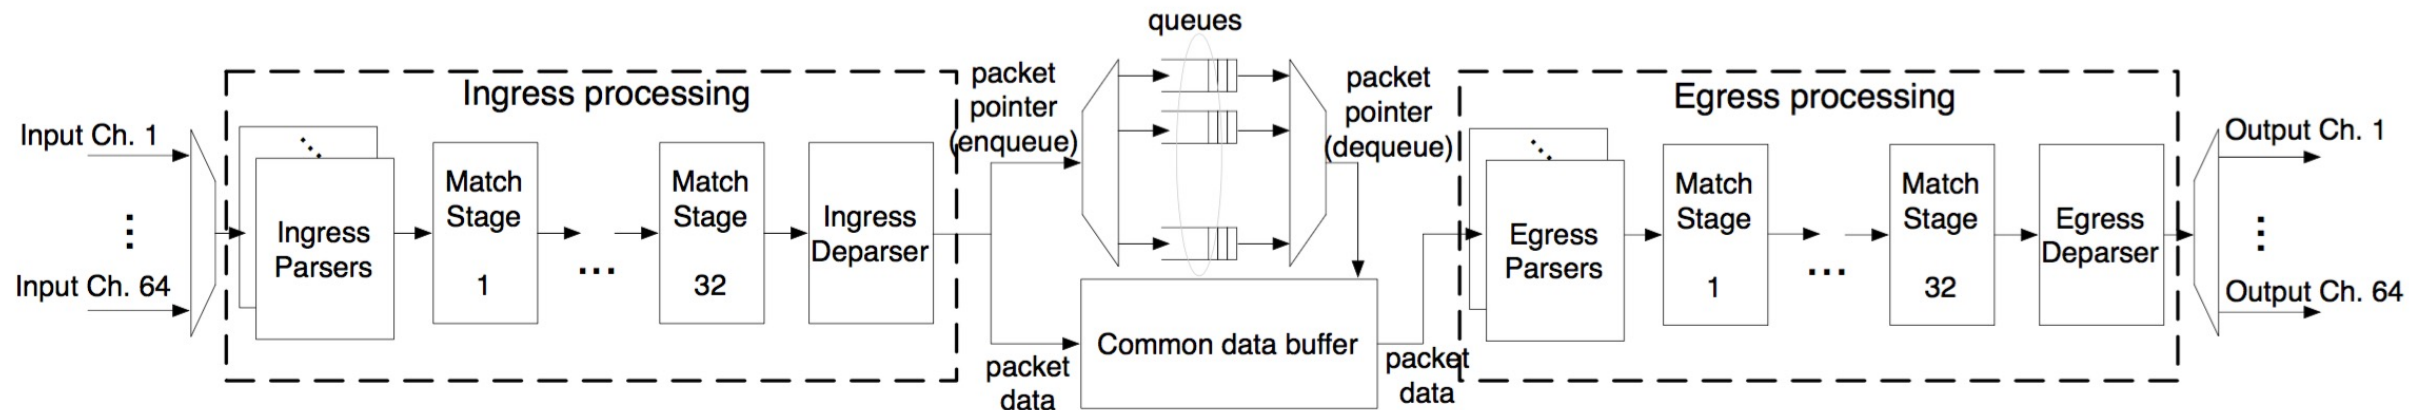 queues
Ingress processing
packet
pointer
(enqueue)
packet
pointer
(dequeue)
Egress processing
Input Ch. 1
⋮
Input Ch. 64
Ingress
Parsers
Match
Stage
1
...
Match
Stage
32
Ingress
Deparser
packet
data
Common data buffer
packet
data
Egress
Parsers
Match
Stage
1
...
Match
Stage
32
Egress
Deparser
Output Ch. 1
⋮
Output Ch. 64